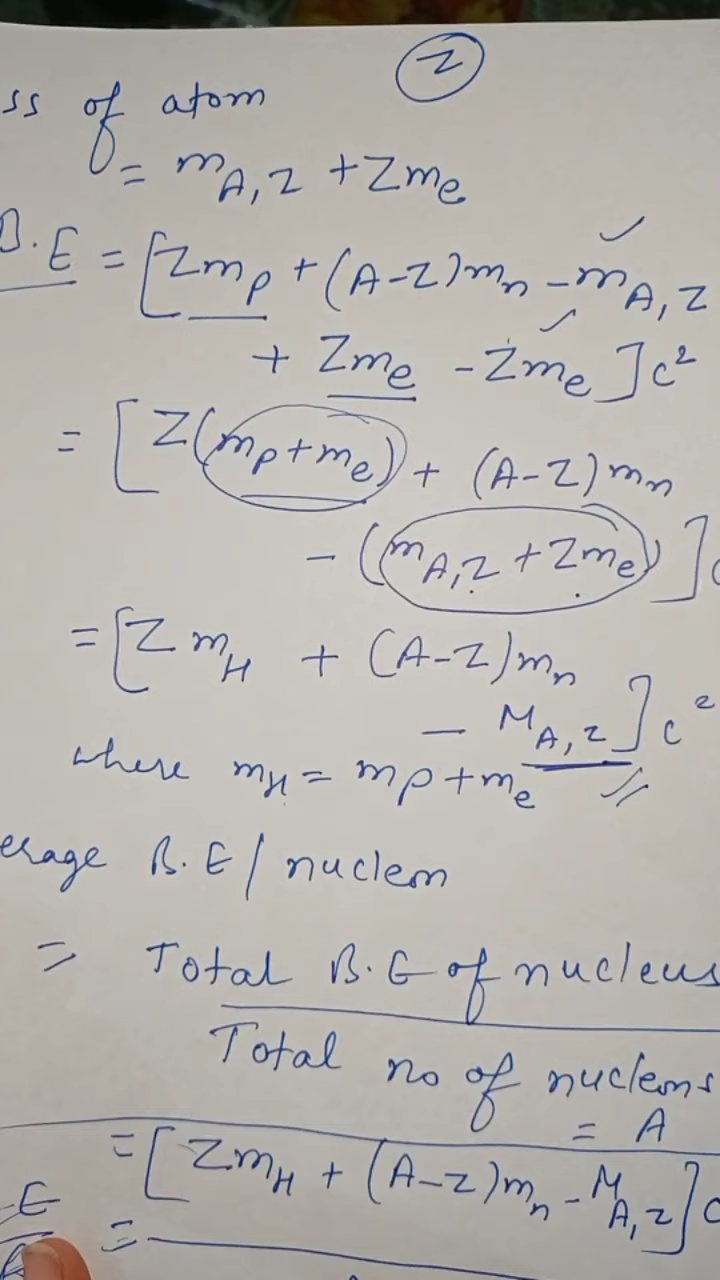 2
ss of atom
= m_{A,Z} + Zm_e
B.E = [Zm_p + (A-Z)m_n - m_{A,Z}
+ Zm_e - Zm_e ]c²
= [Z(m_p+m_e) + (A-Z)m_n
- (m_{A,Z} + Zm_e)]c
= [Z m_H + (A-Z)m_n
- M_{A,Z}]c²
where m_H = m_p + m_e
erage B.E / nucleon
= Total B.E of nucleus
Total no of nucleons
= A
= [Zm_H + (A-Z)m_n - M_{A,Z}]c
E
=